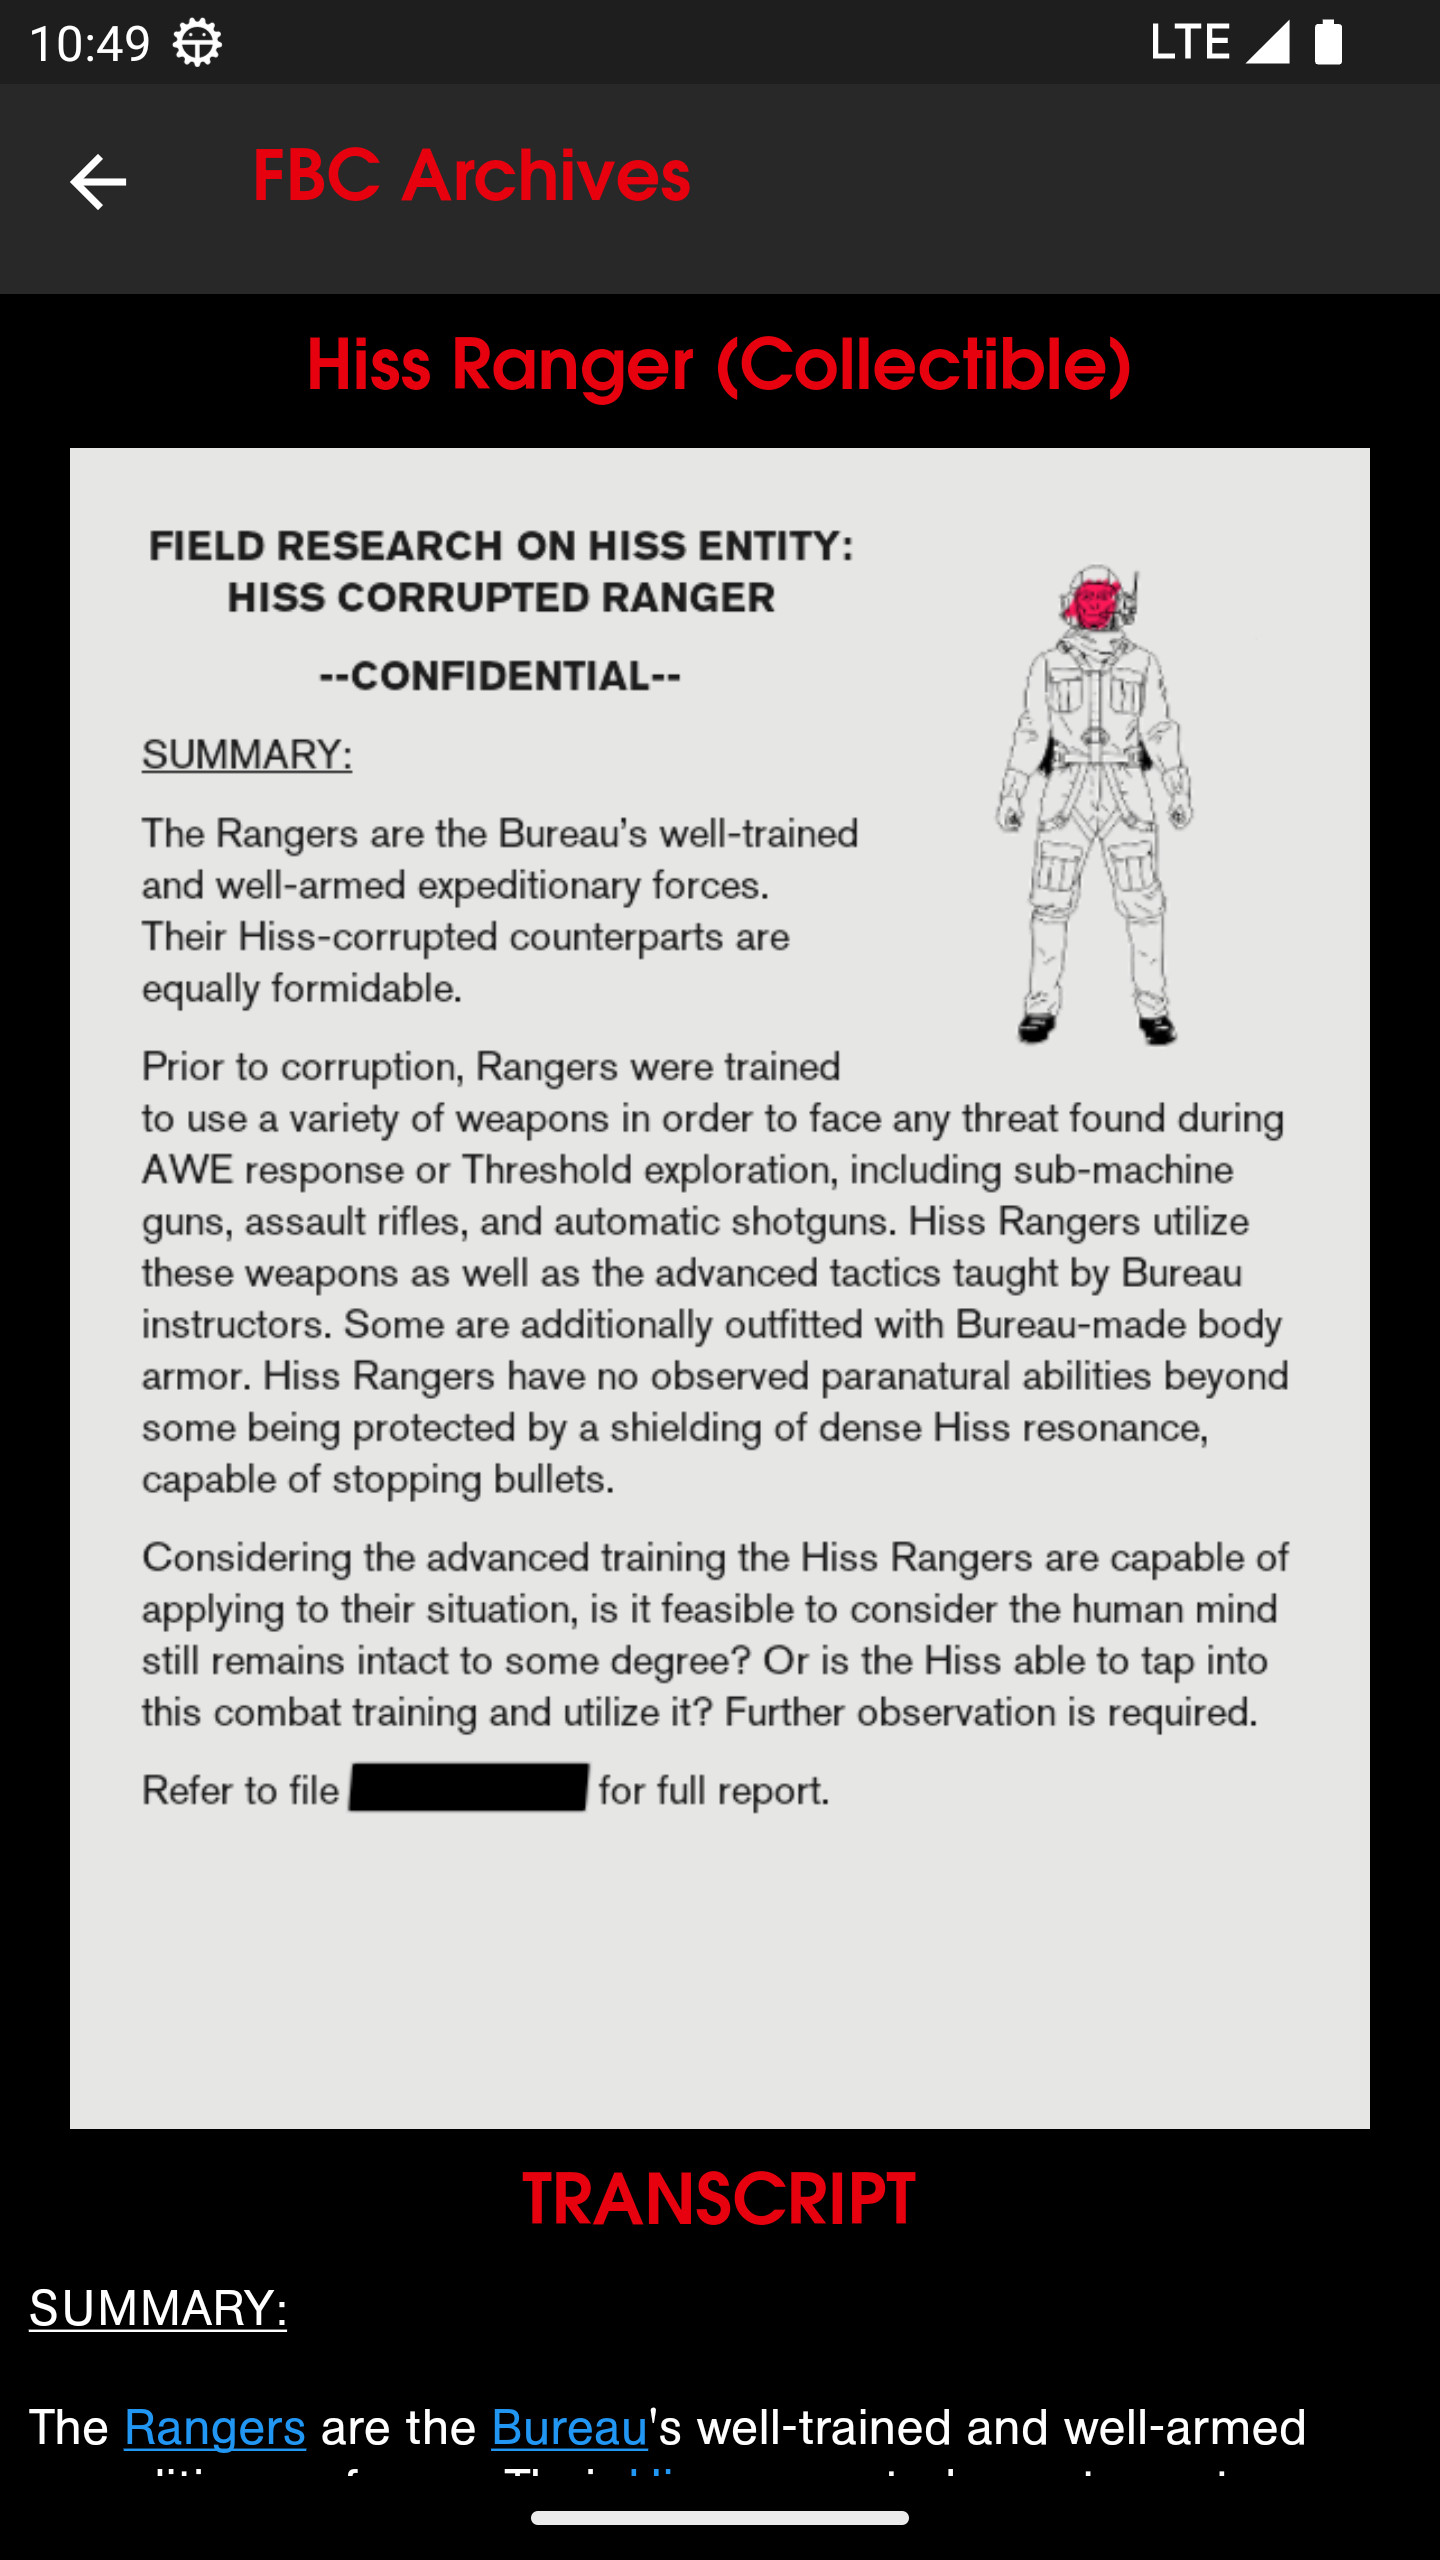 10:49
LTE
FBC Archives
Hiss Ranger (Collectible)
FIELD RESEARCH ON HISS ENTITY:
HISS CORRUPTED RANGER
--CONFIDENTIAL--
SUMMARY:
The Rangers are the Bureau’s well-trained
and well-armed expeditionary forces.
Their Hiss-corrupted counterparts are
equally formidable.
Prior to corruption, Rangers were trained
to use a variety of weapons in order to face any threat found during
AWE response or Threshold exploration, including sub-machine
guns, assault rifles, and automatic shotguns. Hiss Rangers utilize
these weapons as well as the advanced tactics taught by Bureau
instructors. Some are additionally outfitted with Bureau-made body
armor. Hiss Rangers have no observed paranatural abilities beyond
some being protected by a shielding of dense Hiss resonance,
capable of stopping bullets.
Considering the advanced training the Hiss Rangers are capable of
applying to their situation, is it feasible to consider the human mind
still remains intact to some degree? Or is the Hiss able to tap into
this combat training and utilize it? Further observation is required.
Refer to file for full report.
TRANSCRIPT
SUMMARY:
The Rangers are the Bureau's well-trained and well-armed